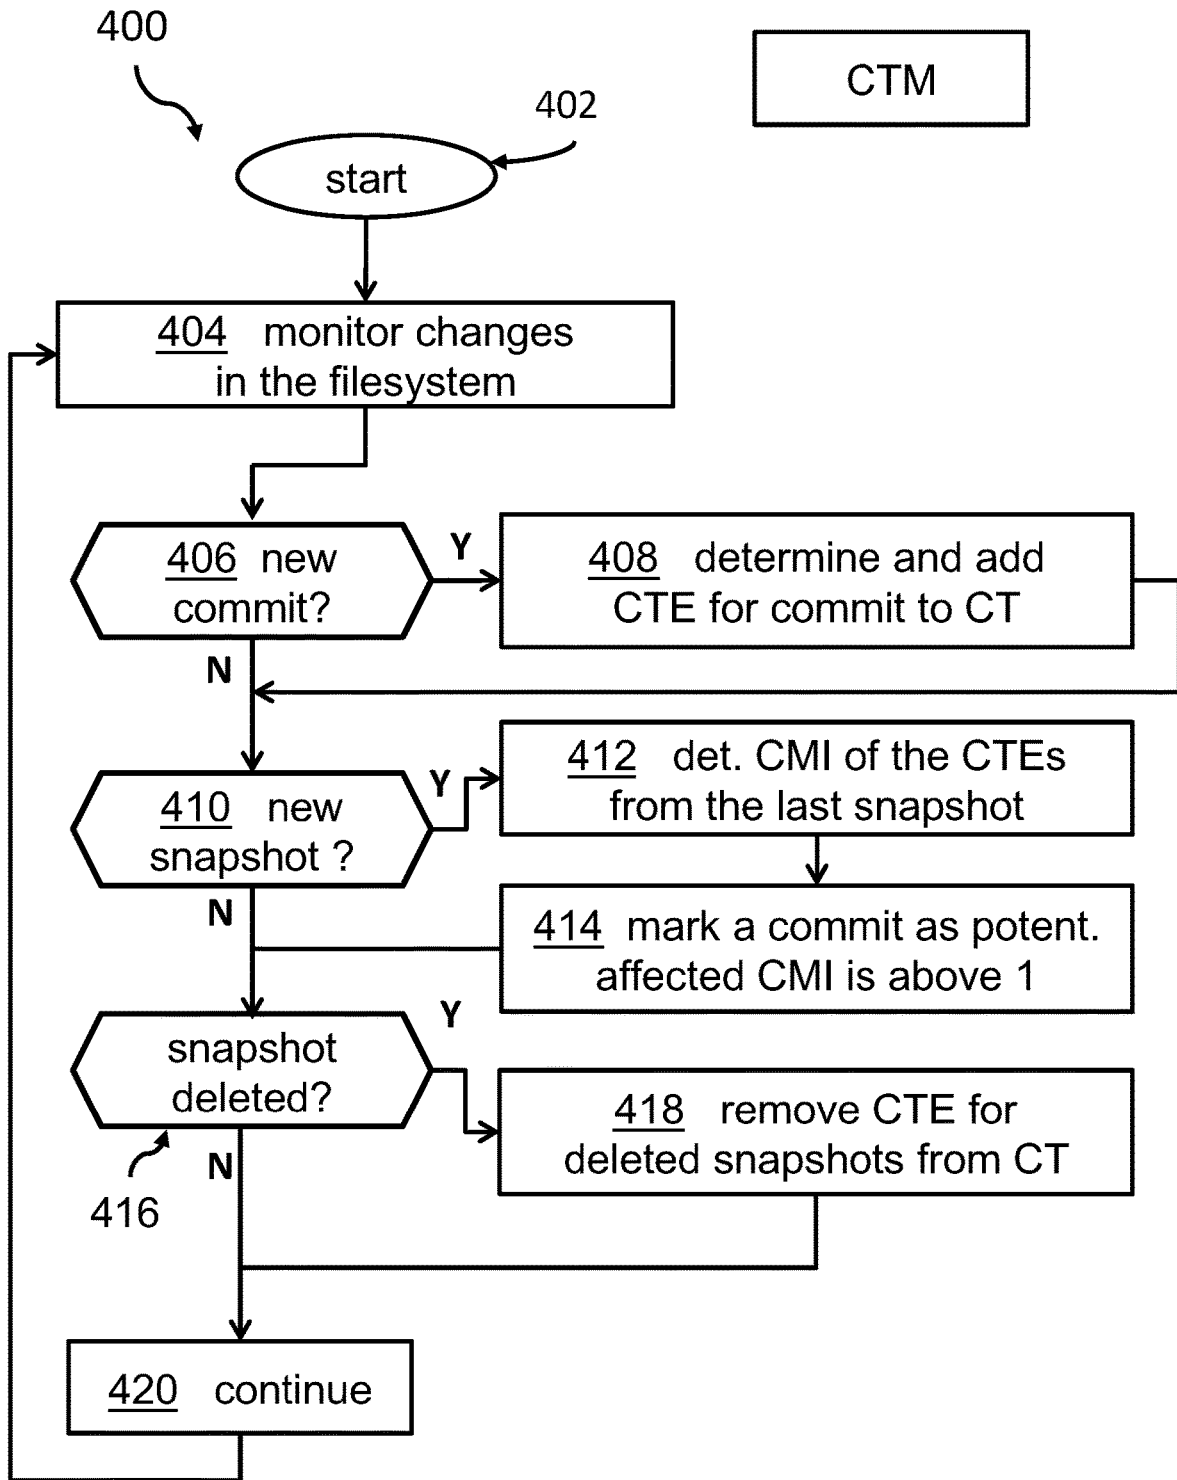 400
CTM
402
start
404 monitor changes
in the filesystem
406 new
commit?
Y
408 determine and add
CTE for commit to CT
N
410 new
snapshot ?
Y
412 det. CMI of the CTEs
from the last snapshot
N
414 mark a commit as potent.
affected CMI is above 1
snapshot
deleted?
Y
418 remove CTE for
deleted snapshots from CT
N
416
420 continue